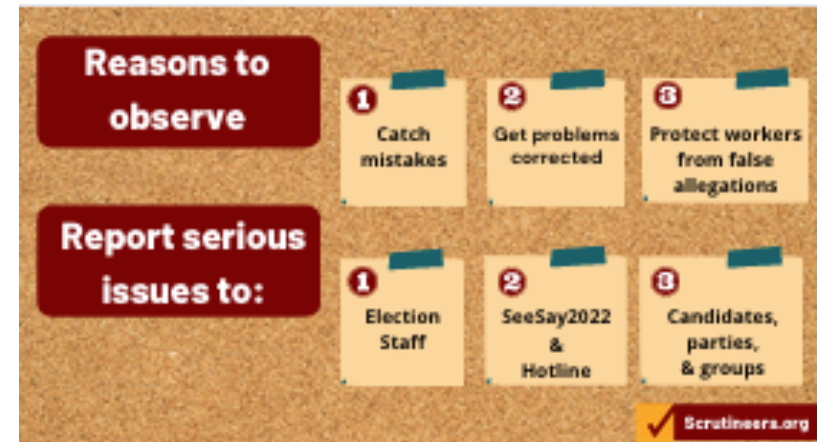 Reasons to
observe
1
Catch
mistakes
2
Get problems
corrected
3
Protect workers
from false
allegations
Report serious
issues to:
1
Election
Staff
2
SeeSay2022
&
Hotline
3
Candidates,
parties,
& groups
Scrutineers.org